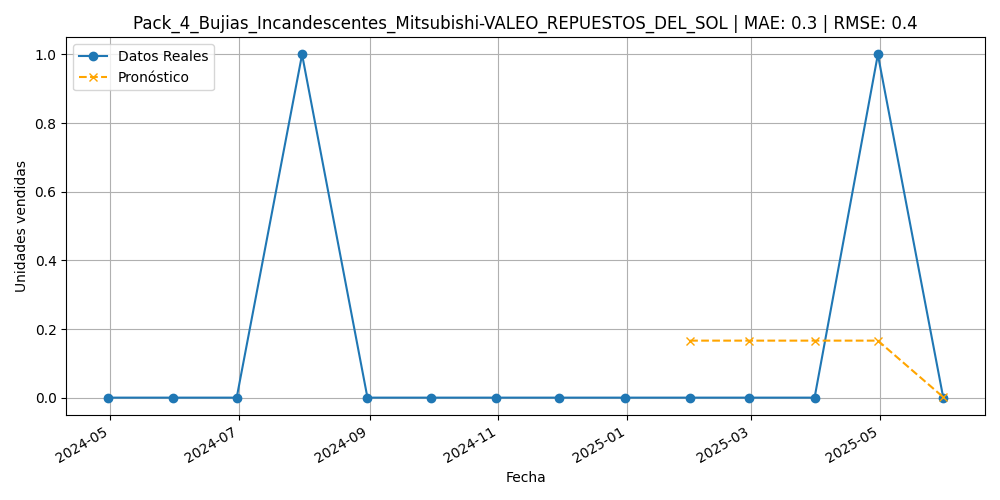 Pack_4_Bujias_Incandescentes_Mitsubishi-VALEO_REPUESTOS_DEL_SOL | MAE: 0.3 | RMSE: 0.4
Datos Reales
Pronóstico
1.0
0.8
0.6
0.4
0.2
0.0
Unidades vendidas
2024-05
2024-07
2024-09
2024-11
2025-01
2025-03
2025-05
Fecha